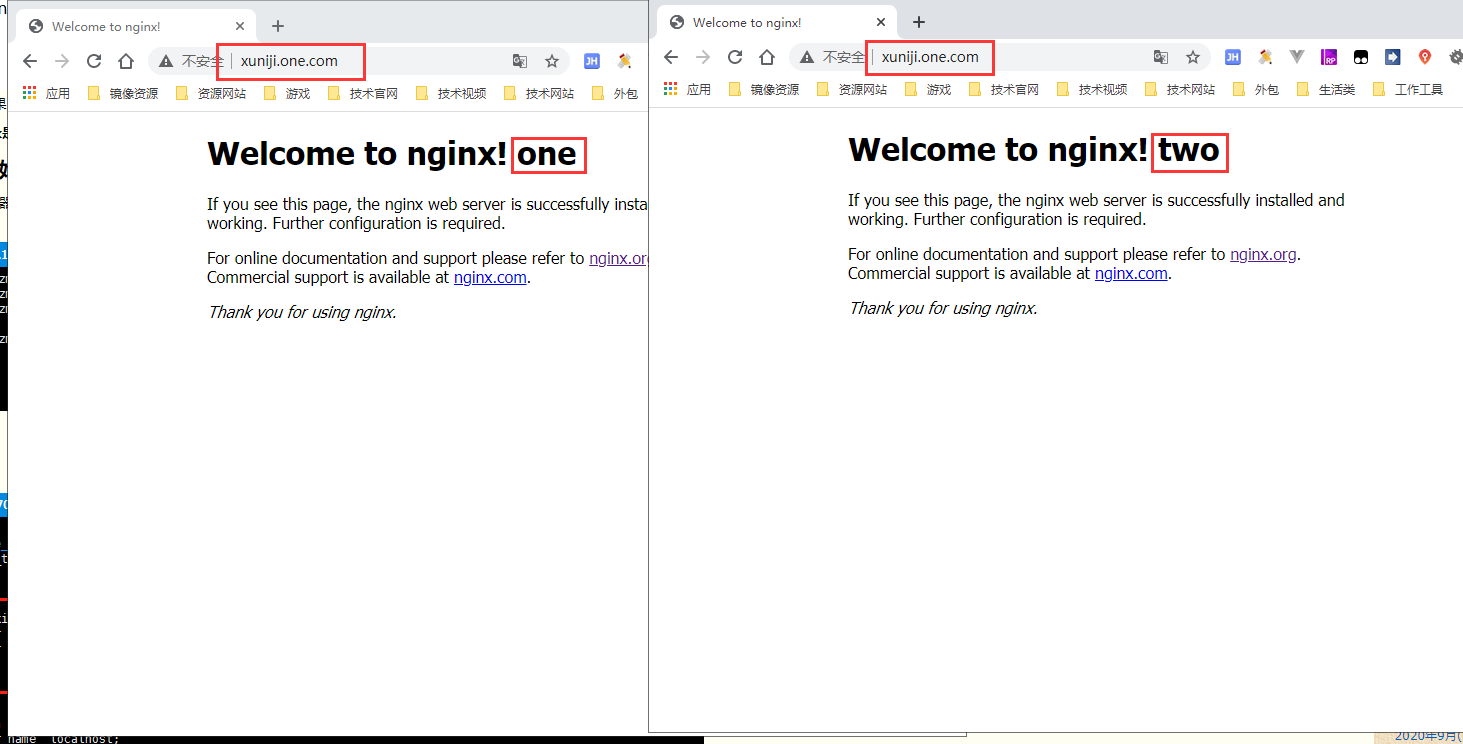 Welcome to nginx!
不安全 xuniji.one.com
JH
应用 镜像资源 资源网站 游戏 技术官网 技术视频 技术网站 外包
Welcome to nginx! one
If you see this page, the nginx web server is successfully insta
working. Further configuration is required.
For online documentation and support please refer to nginx.or
Commercial support is available at nginx.com.
Thank you for using nginx.
Welcome to nginx!
不安全 xuniji.one.com
JH RP
应用 镜像资源 资源网站 游戏 技术官网 技术视频 技术网站 外包 生活类 工作工具
Welcome to nginx! two
If you see this page, the nginx web server is successfully installed and
working. Further configuration is required.
For online documentation and support please refer to nginx.org.
Commercial support is available at nginx.com.
Thank you for using nginx.
name localhost;
2020年9月(